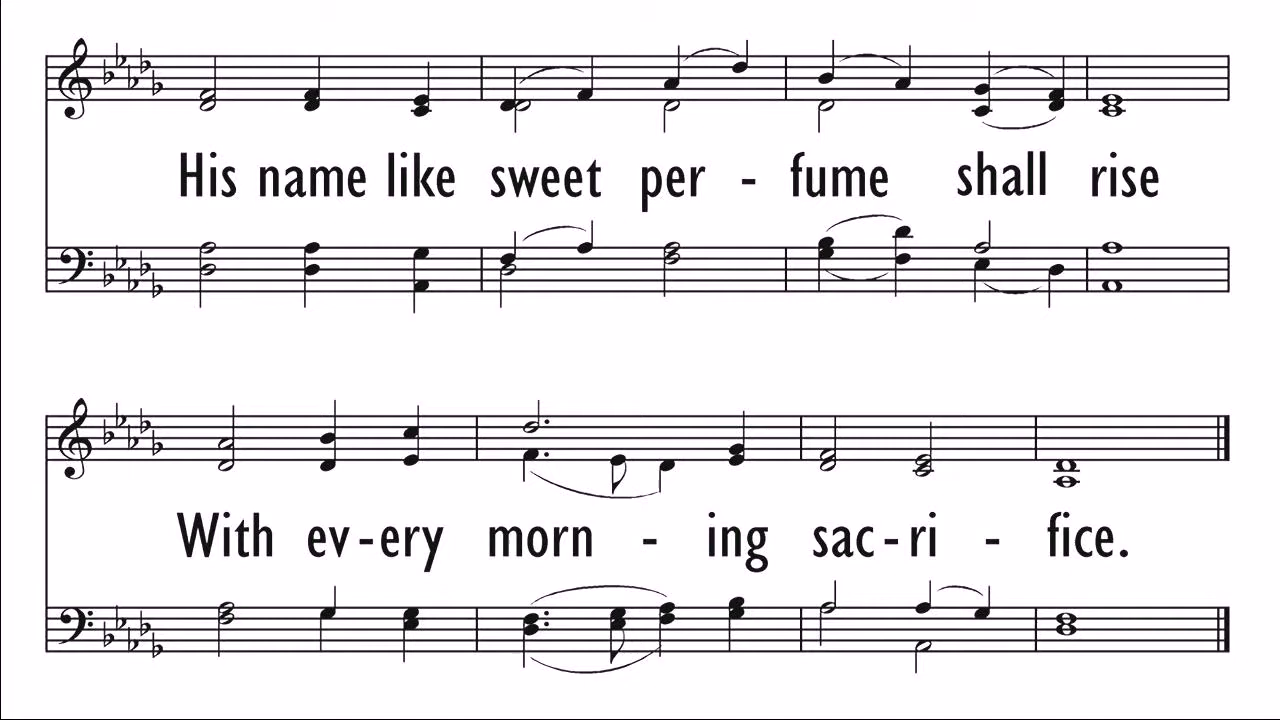 His name like sweet per - fume shall rise
With ev - ery morn - ing sac - ri - fice.